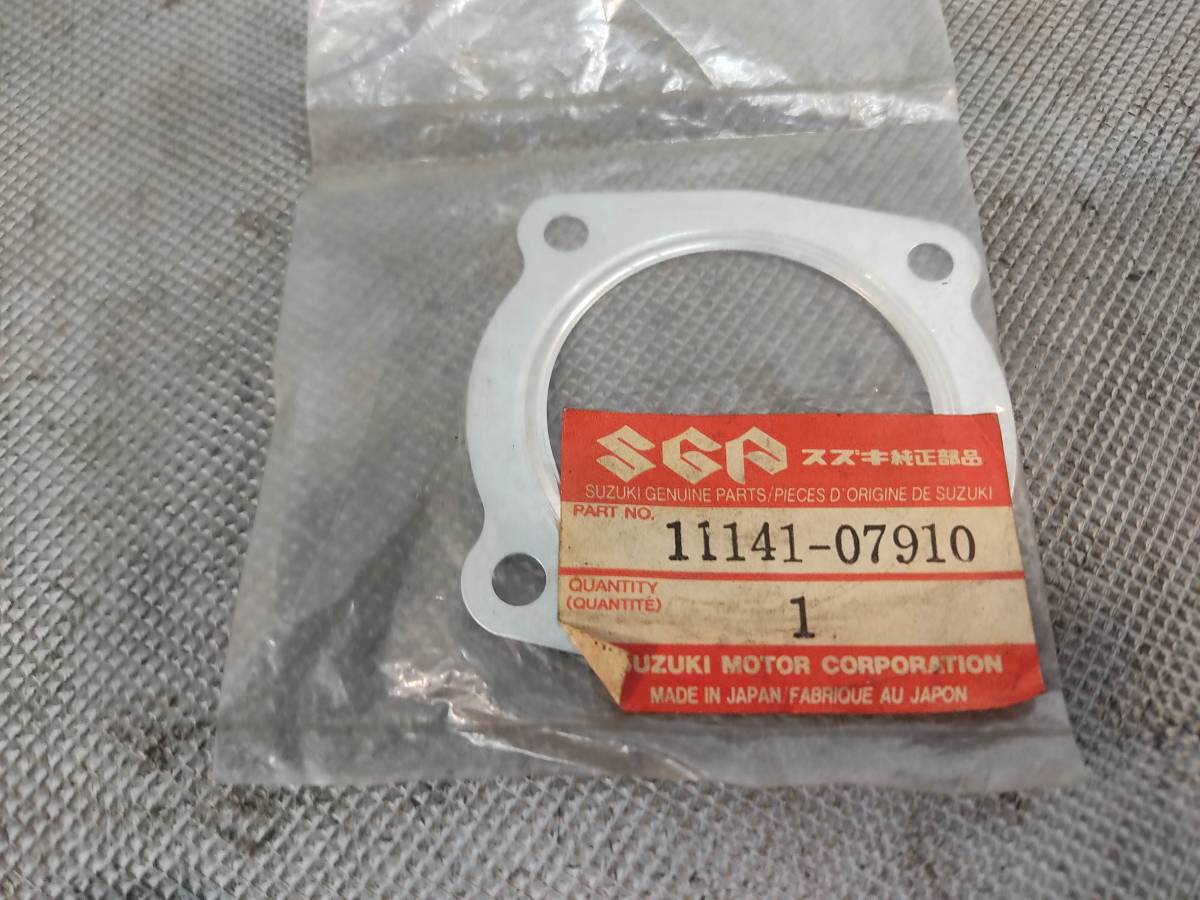 SGP スズキ純正部品
SUZUKI GENUINE PARTS/PIECES D'ORIGINE DE SUZUKI
PART NO.
11141-07910
QUANTITY
(QUANTITÉ)
1
SUZUKI MOTOR CORPORATION
MADE IN JAPAN/FABRIQUE AU JAPON